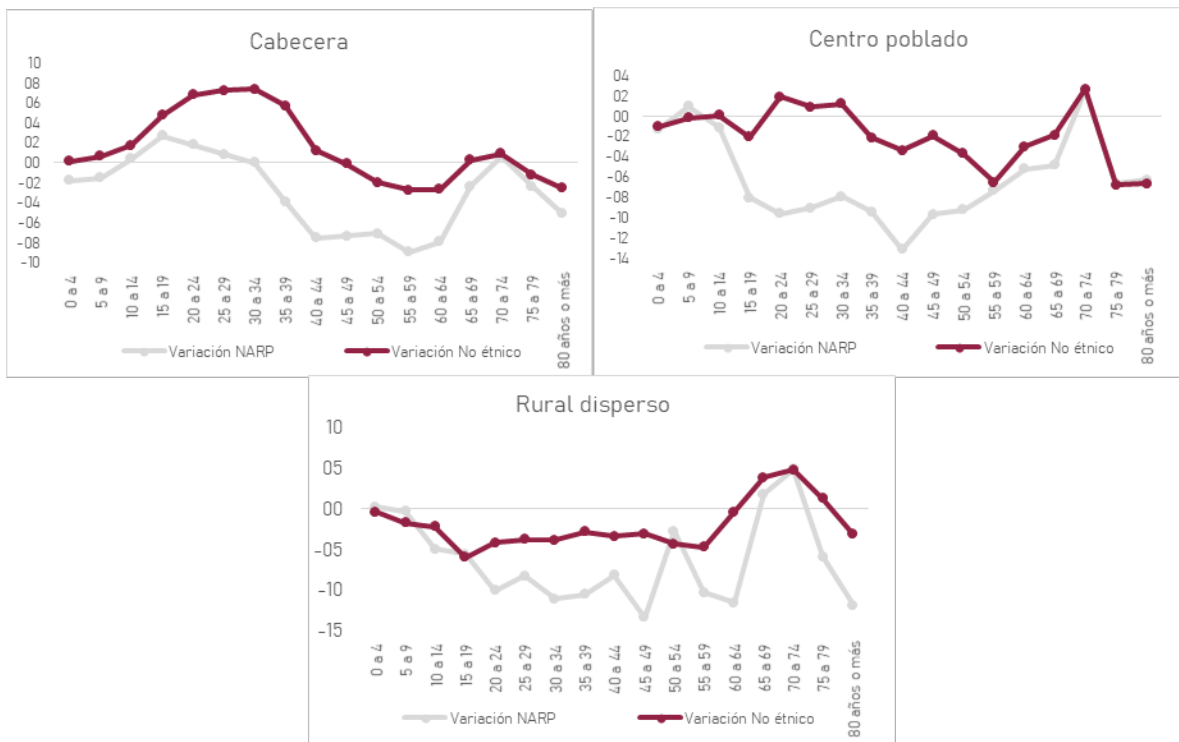 Cabecera
10
08
06
04
02
00
-02
-04
-06
-08
-10
0 a 4
5 a 9
10 a 14
15 a 19
20 a 24
25 a 29
30 a 34
35 a 39
40 a 44
45 a 49
50 a 54
55 a 59
60 a 64
65 a 69
70 a 74
75 a 79
80 años o más
Variación NARP
Variación No étnico
Centro poblado
04
02
00
-02
-04
-06
-08
-10
-12
-14
0 a 4
5 a 9
10 a 14
15 a 19
20 a 24
25 a 29
30 a 34
35 a 39
40 a 44
45 a 49
50 a 54
55 a 59
60 a 64
65 a 69
70 a 74
75 a 79
80 años o más
Variación NARP
Variación No étnico
Rural disperso
10
05
00
-05
-10
-15
0 a 4
5 a 9
10 a 14
15 a 19
20 a 24
25 a 29
30 a 34
35 a 39
40 a 44
45 a 49
50 a 54
55 a 59
60 a 64
65 a 69
70 a 74
75 a 79
80 años o más
Variación NARP
Variación No étnico